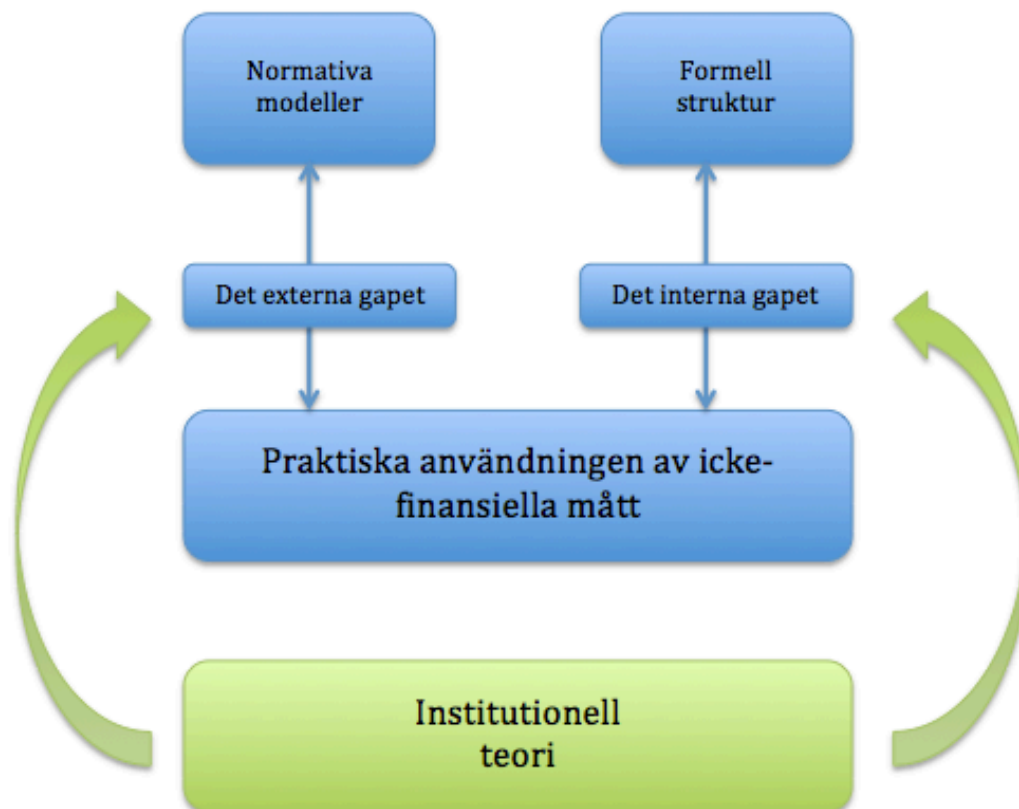 Normativa
modeller
Formell
struktur
Det externa gapet
Det interna gapet
Praktiska användningen av icke-
finansiella mått
Institutionell
teori